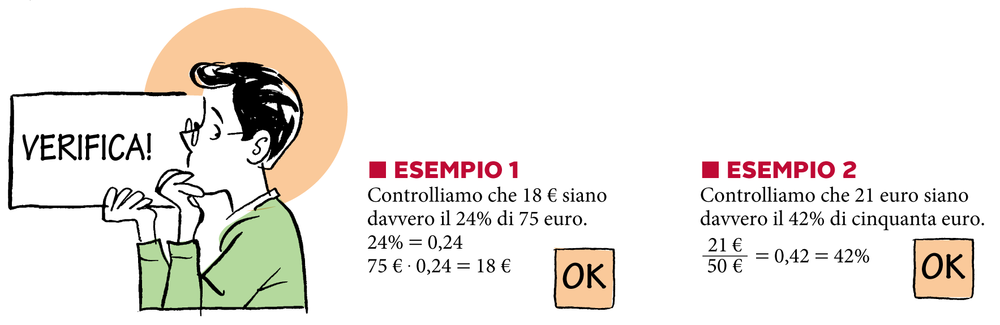 VERIFICA!
■ ESEMPIO 1
Controlliamo che 18 € siano
davvero il 24% di 75 euro.
24% = 0,24
75 € · 0,24 = 18 €
OK
■ ESEMPIO 2
Controlliamo che 21 euro siano
davvero il 42% di cinquanta euro.
21 €
50 € = 0,42 = 42%
OK